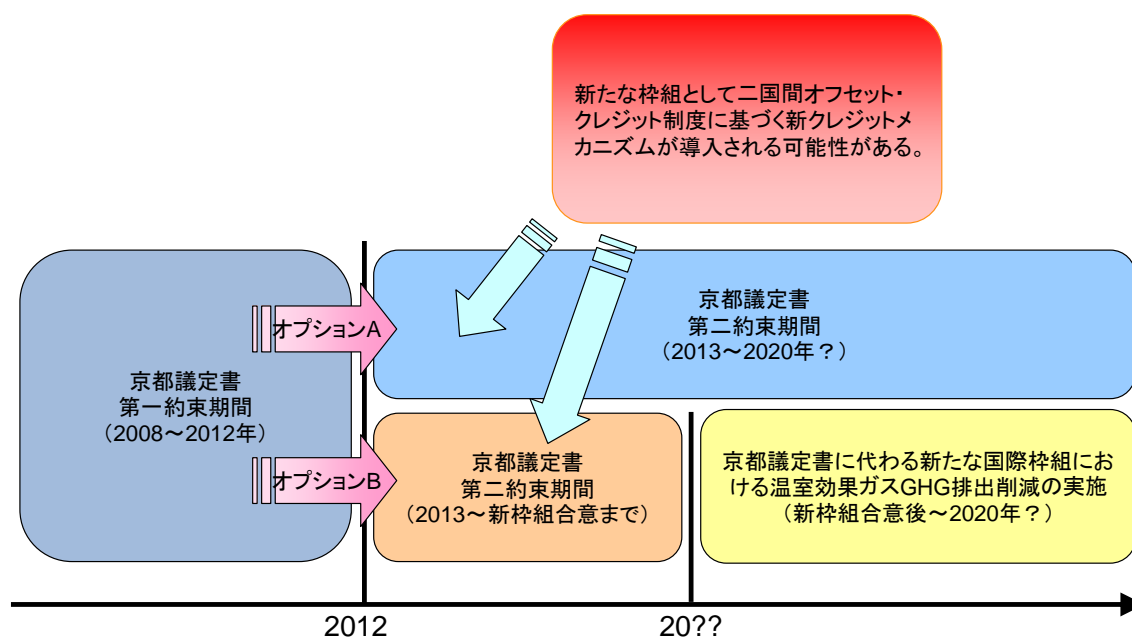 新たな枠組として二国間オフセット・
クレジット制度に基づく新クレジットメ
カニズムが導入される可能性がある。
オプションA
京都議定書
第二約束期間
（2013～2020年？）
京都議定書
第一約束期間
（2008～2012年）
オプションB
京都議定書
第二約束期間
（2013～新枠組合意まで）
京都議定書に代わる新たな国際枠組にお
ける温室効果ガスGHG排出削減の実施
（新枠組合意後～2020年？）
2012
20??